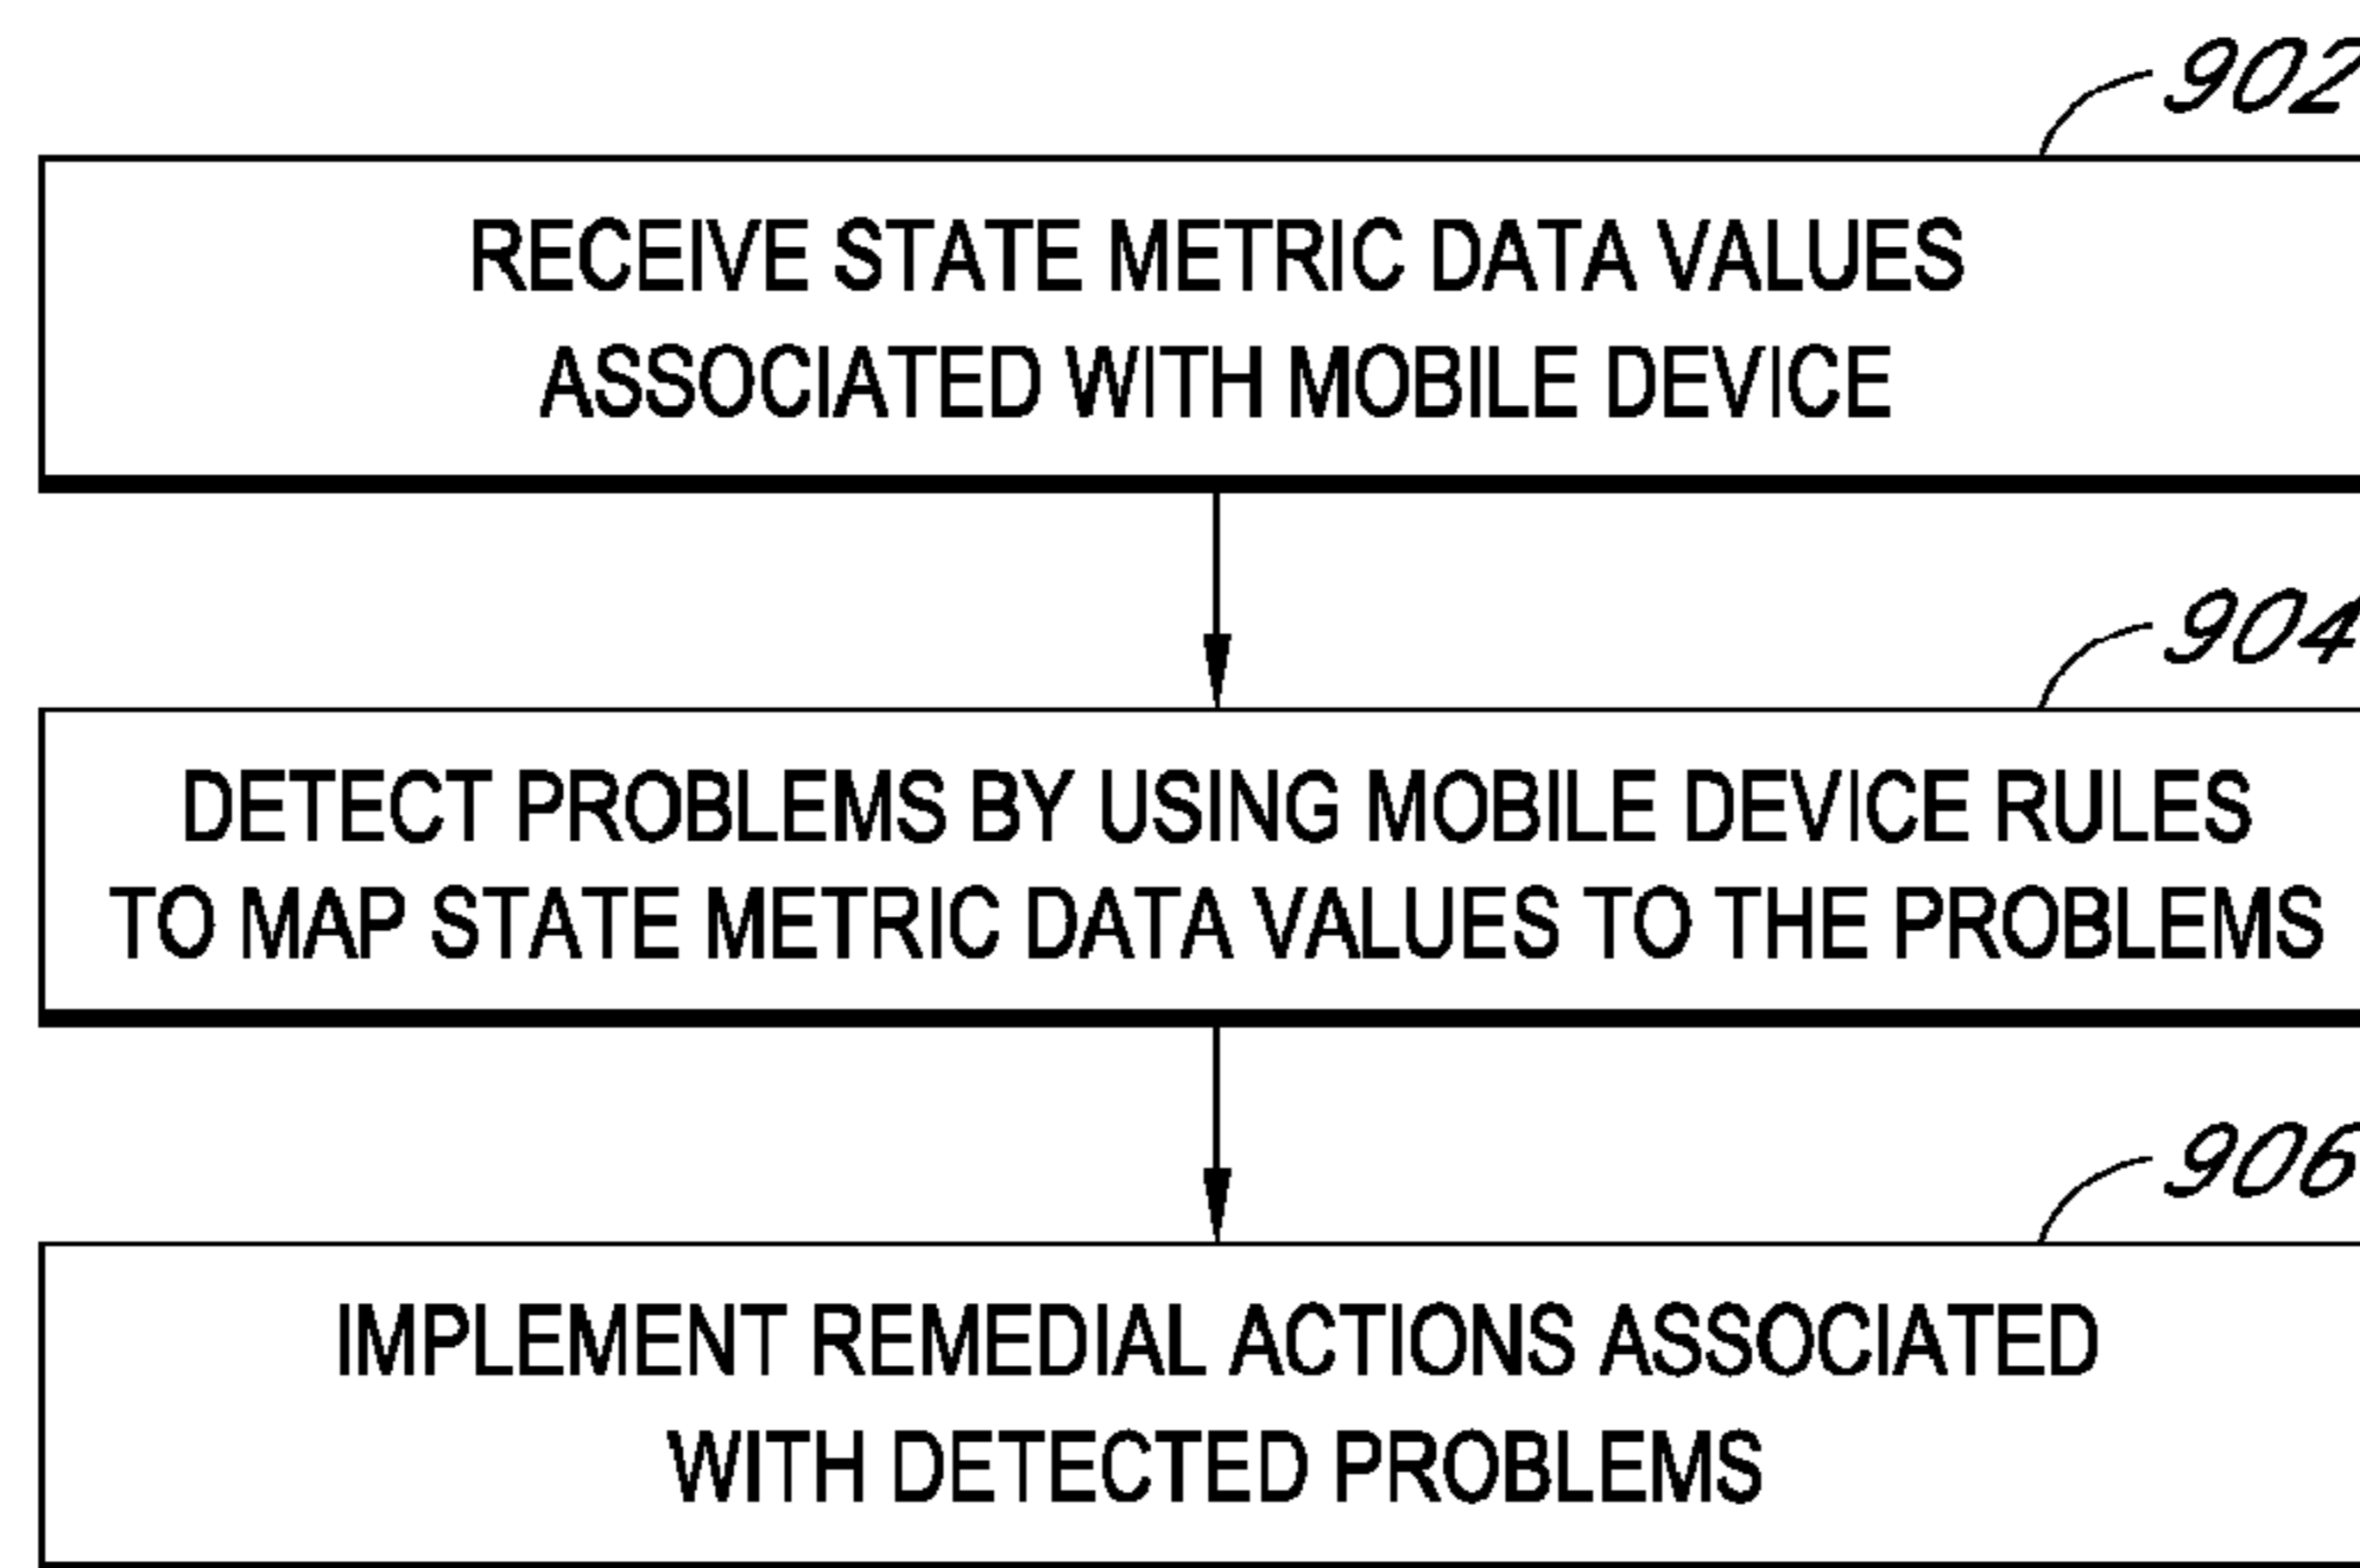 902
RECEIVE STATE METRIC DATA VALUES
ASSOCIATED WITH MOBILE DEVICE
904
DETECT PROBLEMS BY USING MOBILE DEVICE RULES
TO MAP STATE METRIC DATA VALUES TO THE PROBLEMS
906
IMPLEMENT REMEDIAL ACTIONS ASSOCIATED
WITH DETECTED PROBLEMS